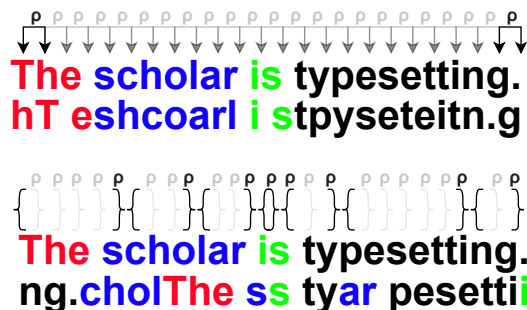 ρ ρ ρ ρ ρ ρ ρ ρ ρ ρ ρ ρ ρ ρ ρ ρ ρ ρ ρ ρ ρ ρ ρ
The scholar is typesetting.
hT eshcoarl i stpyseteitn.g
ρ ρ ρ ρ ρ ρ ρ ρ ρ ρ ρ ρ ρ ρ ρ ρ ρ ρ ρ ρ ρ ρ ρ
The scholar is typesetting.
ng.cholThe ss tyar pesettii